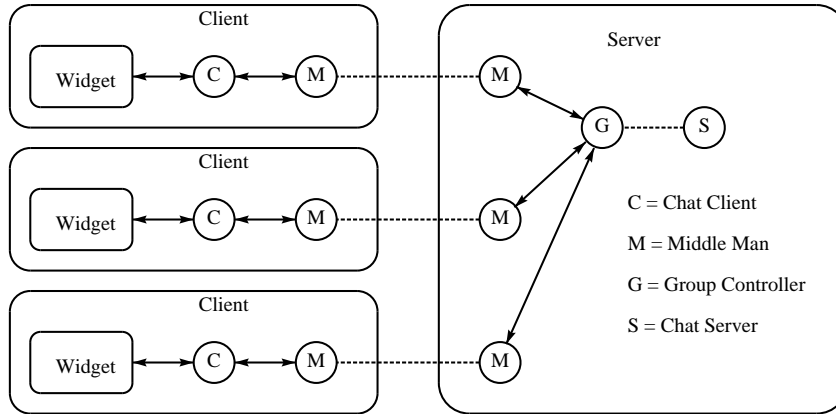 Client
Widget
C
M
Client
Widget
C
M
Client
Widget
C
M
Server
M
G
S
M
M
C = Chat Client
M = Middle Man
G = Group Controller
S = Chat Server